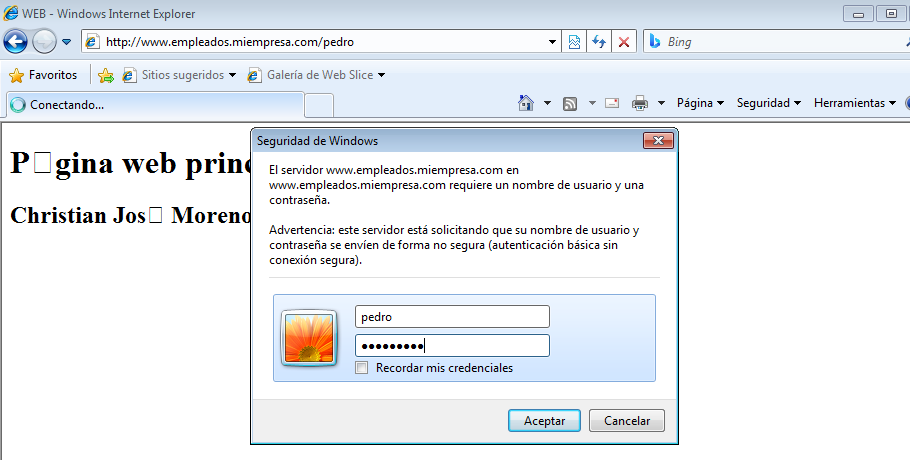 WEB - Windows Internet Explorer
http://www.empleados.miempresa.com/pedro
Bing
Favoritos
Sitios sugeridos
Galería de Web Slice
Conectando...
Página
Seguridad
Herramientas
P□gina web princ
Christian Jos□ Moreno
Seguridad de Windows
El servidor www.empleados.miempresa.com en
www.empleados.miempresa.com requiere un nombre de usuario y una
contraseña.
Advertencia: este servidor está solicitando que su nombre de usuario y
contraseña se envíen de forma no segura (autenticación básica sin
conexión segura).
pedro
●●●●●●●●●
Recordar mis credenciales
Aceptar
Cancelar